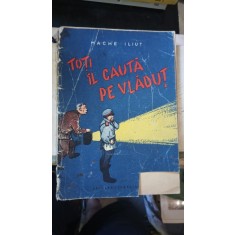 MACHE ILIUT
TOȚI
ÎL CAUTĂ
PE VLĂDUȚ